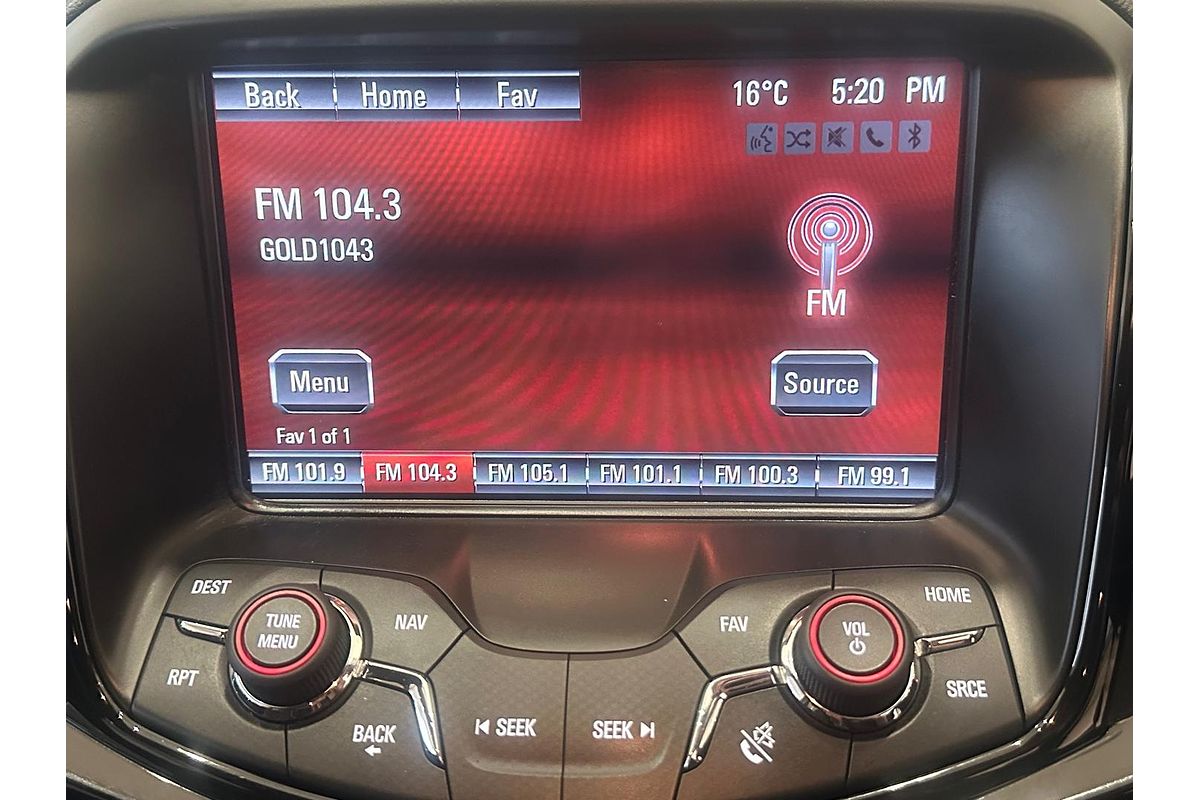 Back Home Fav
16°C 5:20 PM
FM 104.3
GOLD1043
FM
Menu
Source
Fav 1 of 1
FM 101.9 FM 104.3 FM 105.1 FM 101.1 FM 100.3 FM 99.1
DEST
TUNE
MENU
NAV
RPT
BACK
SEEK
SEEK
FAV
VOL
HOME
SRCE